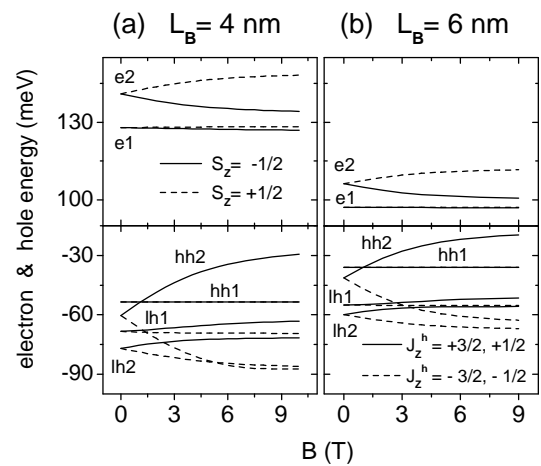 (a) L_B = 4 nm (b) L_B = 6 nm
electron & hole energy (meV)
130
100
-30
-60
-90
e2
e1
S_z= -1/2
S_z= +1/2
hh2
hh1
lh1
lh2
e2
e1
hh2
hh1
lh1
lh2
J_z^h = +3/2, +1/2
J_z^h = - 3/2, - 1/2
0 3 6 9 0 3 6 9
B (T)